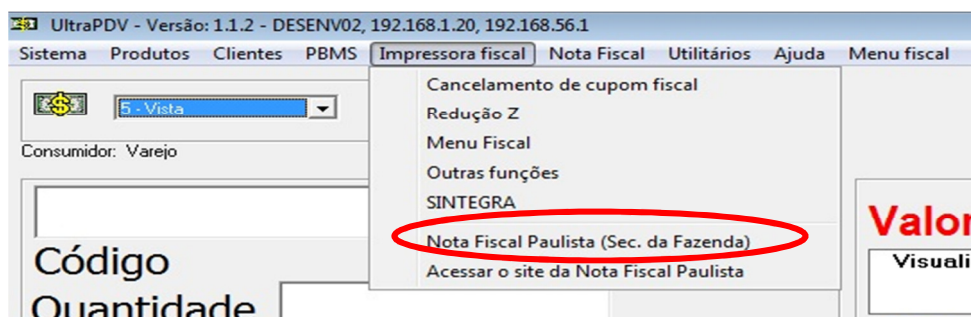 UltraPDV - Versão: 1.1.2 - DESENV02, 192.168.1.20, 192.168.56.1
Sistema Produtos Clientes PBMS Impressora fiscal Nota Fiscal Utilitários Ajuda Menu fiscal
Cancelamento de cupom fiscal
5 - Vista
Redução Z
Menu Fiscal
Consumidor: Varejo
Outras funções
SINTEGRA
Nota Fiscal Paulista (Sec. da Fazenda)
Acessar o site da Nota Fiscal Paulista
Valor
Visuali
Código
Quantidade